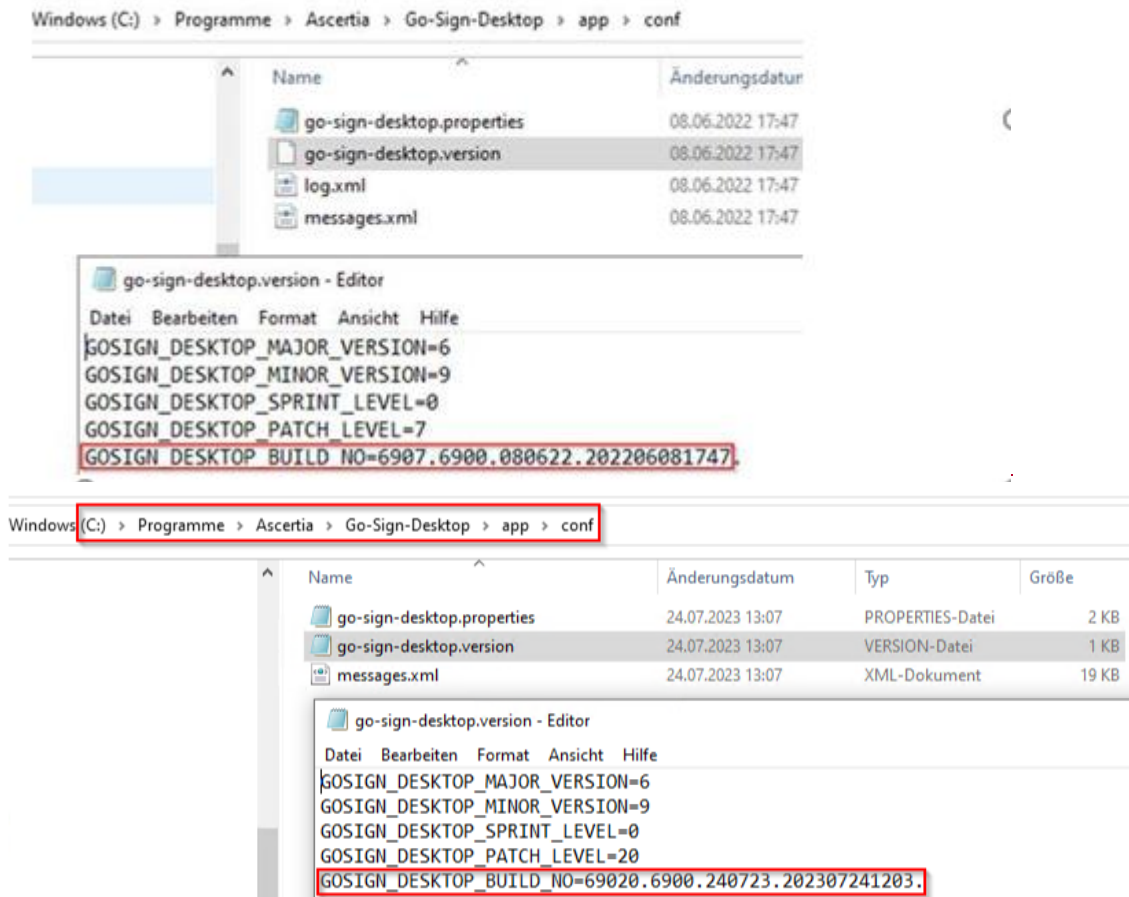 Windows (C:) > Programme > Ascertia > Go-Sign-Desktop > app > conf
Name Änderungsdatur
go-sign-desktop.properties 08.06.2022 17:47
go-sign-desktop.version 08.06.2022 17:47
log.xml 08.06.2022 17:47
messages.xml 08.06.2022 17:47
go-sign-desktop.version - Editor
Datei Bearbeiten Format Ansicht Hilfe
GOSIGN_DESKTOP_MAJOR_VERSION=6
GOSIGN_DESKTOP_MINOR_VERSION=9
GOSIGN_DESKTOP_SPRINT_LEVEL=0
GOSIGN_DESKTOP_PATCH_LEVEL=7
GOSIGN_DESKTOP_BUILD_NO=6907.6900.080622.202206081747.
Windows (C:) > Programme > Ascertia > Go-Sign-Desktop > app > conf
Name Änderungsdatum Typ Größe
go-sign-desktop.properties 24.07.2023 13:07 PROPERTIES-Datei 2 KB
go-sign-desktop.version 24.07.2023 13:07 VERSION-Datei 1 KB
messages.xml 24.07.2023 13:07 XML-Dokument 19 KB
go-sign-desktop.version - Editor
Datei Bearbeiten Format Ansicht Hilfe
GOSIGN_DESKTOP_MAJOR_VERSION=6
GOSIGN_DESKTOP_MINOR_VERSION=9
GOSIGN_DESKTOP_SPRINT_LEVEL=0
GOSIGN_DESKTOP_PATCH_LEVEL=20
GOSIGN_DESKTOP_BUILD_NO=69020.6900.240723.202307241203.